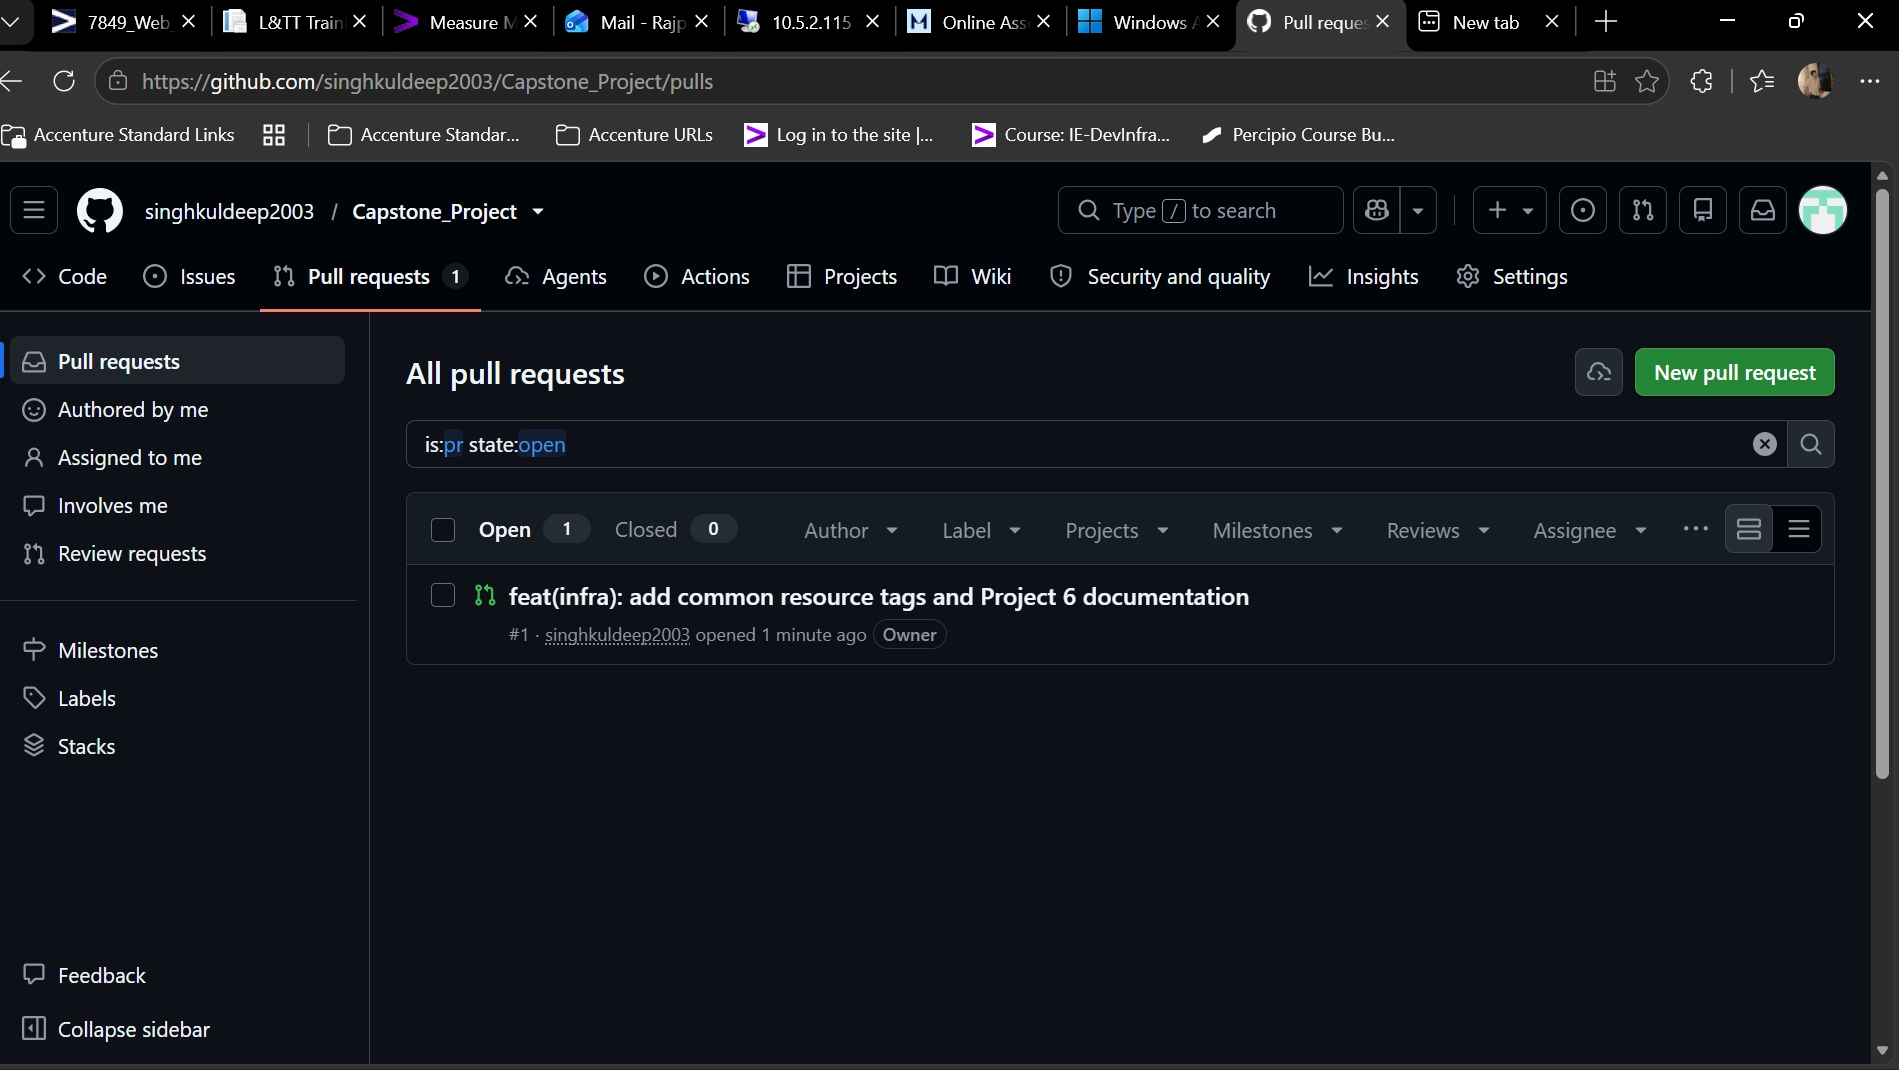 7849_Web
L&TT Traini
Measure M
Mail - Rajp
10.5.2.115
Online Ass
Windows A
Pull reques
New tab
https://github.com/singhkuldeep2003/Capstone_Project/pulls
Accenture Standard Links
Accenture Standar...
Accenture URLs
Log in to the site |...
Course: IE-DevInfra...
Percipio Course Bu...
singhkuldeep2003 / Capstone_Project
Type / to search
Code
Issues
Pull requests 1
Agents
Actions
Projects
Wiki
Security and quality
Insights
Settings
Pull requests
Authored by me
Assigned to me
Involves me
Review requests
Milestones
Labels
Stacks
Feedback
Collapse sidebar
All pull requests
New pull request
is:pr state:open
Open 1
Closed 0
Author
Label
Projects
Milestones
Reviews
Assignee
feat(infra): add common resource tags and Project 6 documentation
#1 · singhkuldeep2003 opened 1 minute ago Owner